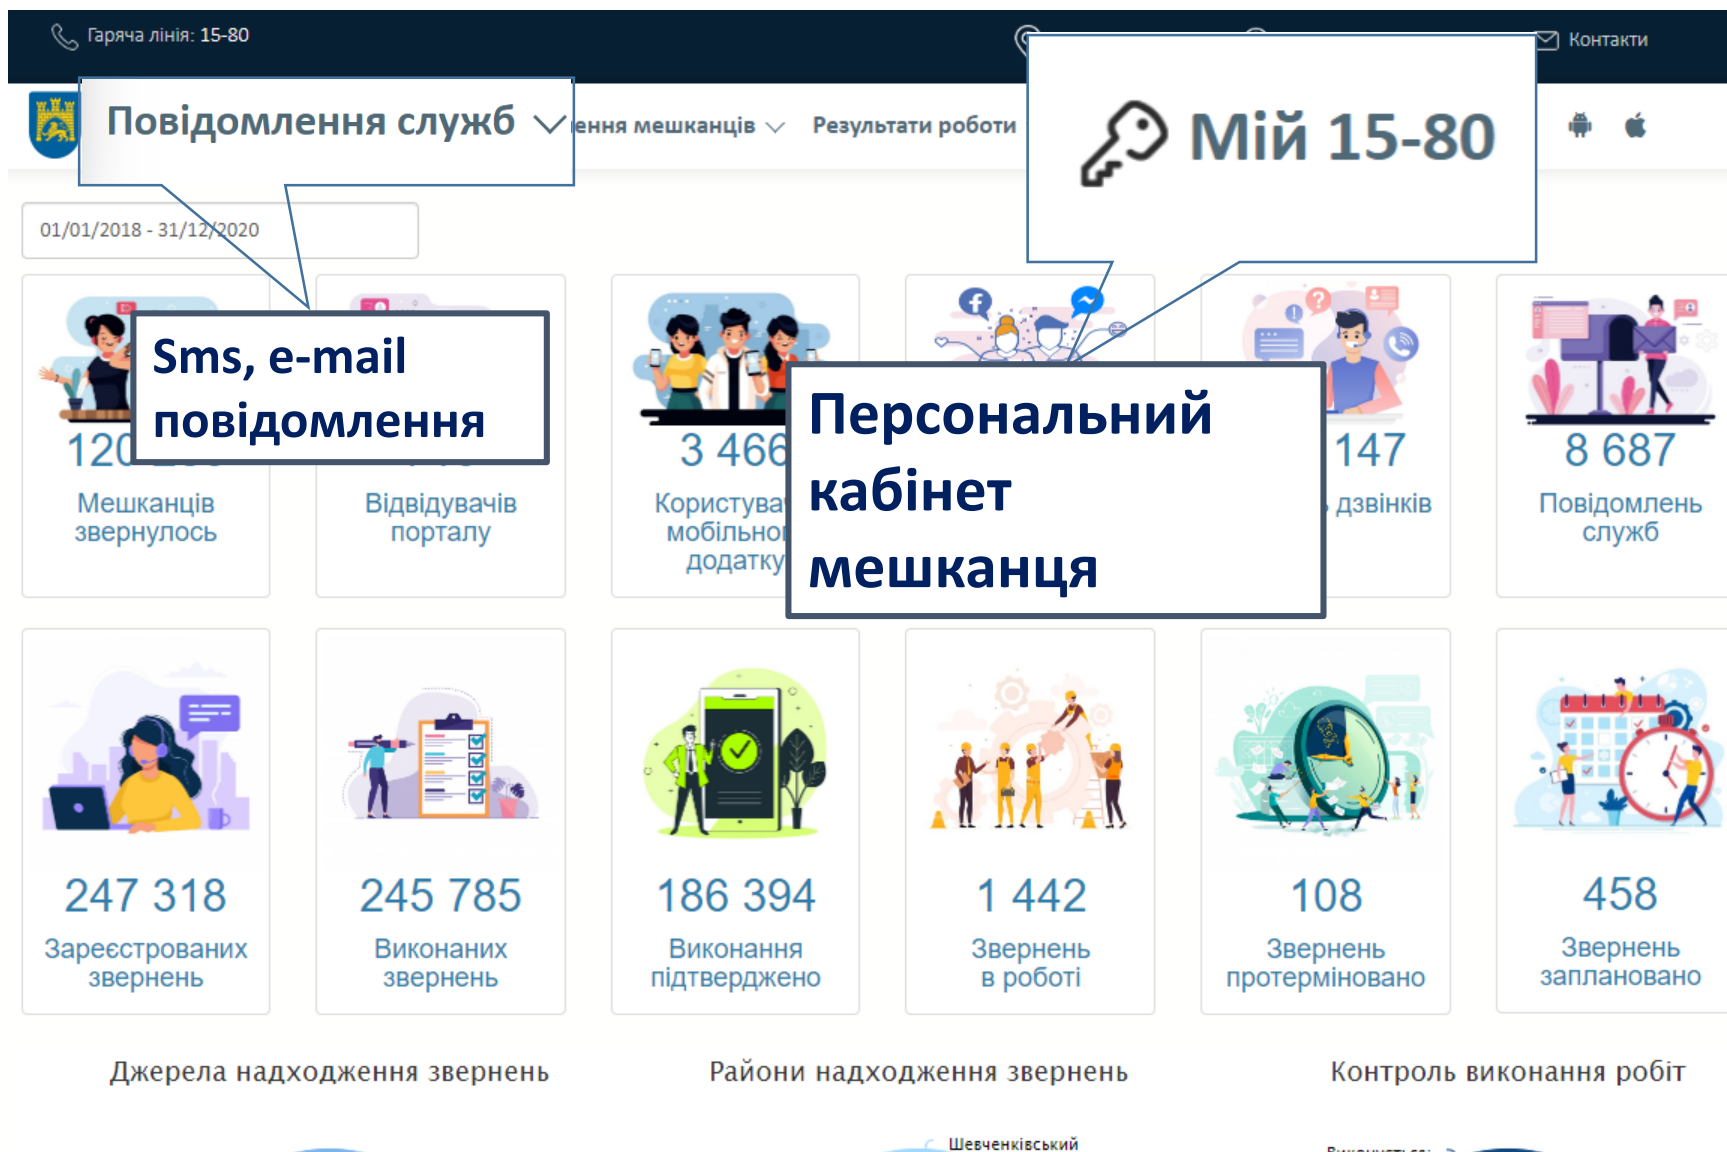 Гаряча лінія: 15-80
Контакти
Повідомлення служб
мешканців
Результати роботи
Мій 15-80
01/01/2018 - 31/12/2020
Sms, e-mail
повідомлення
Персональний
кабінет
мешканця
3 466
147
8 687
Мешканців
звернулось
Відвідувачів
порталу
додатку
дзвінків
Повідомлень
служб
247 318
Зареєстрованих
звернень
245 785
Виконаних
звернень
186 394
Виконання
підтверджено
1 442
Звернень
в роботі
108
Звернень
протерміновано
458
Звернень
заплановано
Джерела надходження звернень
Райони надходження звернень
Контроль виконання робіт
Шевченківський